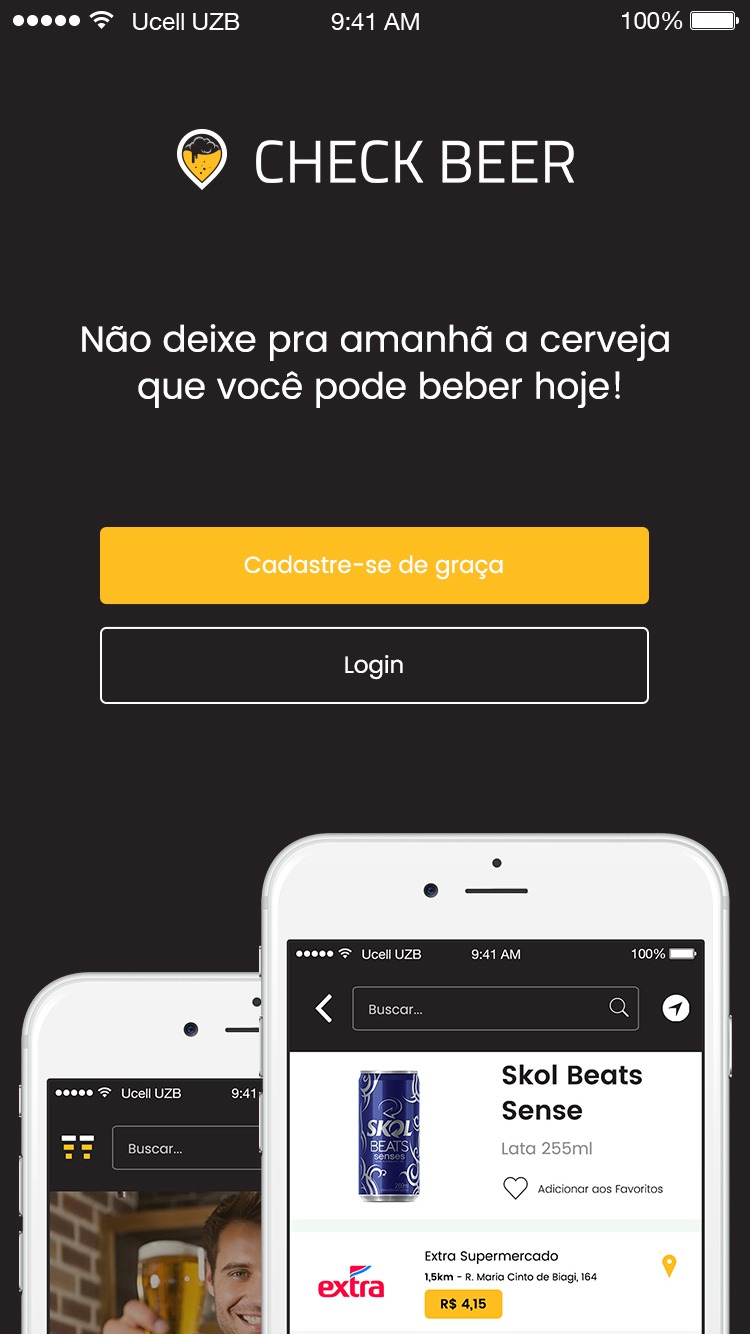 Ucell UZB 9:41 AM 100%
CHECK BEER
Não deixe pra amanhã a cerveja
que você pode beber hoje!
Cadastre-se de graça
Login
Ucell UZB 9:41 AM 100%
Buscar...
Skol Beats
Sense
Lata 255ml
Adicionar aos Favoritos
SKOL
BEATS
senses
extra
Extra Supermercado
1,5km - R. Maria Cinto de Biagi, 164
R$ 4,15
Ucell UZB 9:41
Buscar...